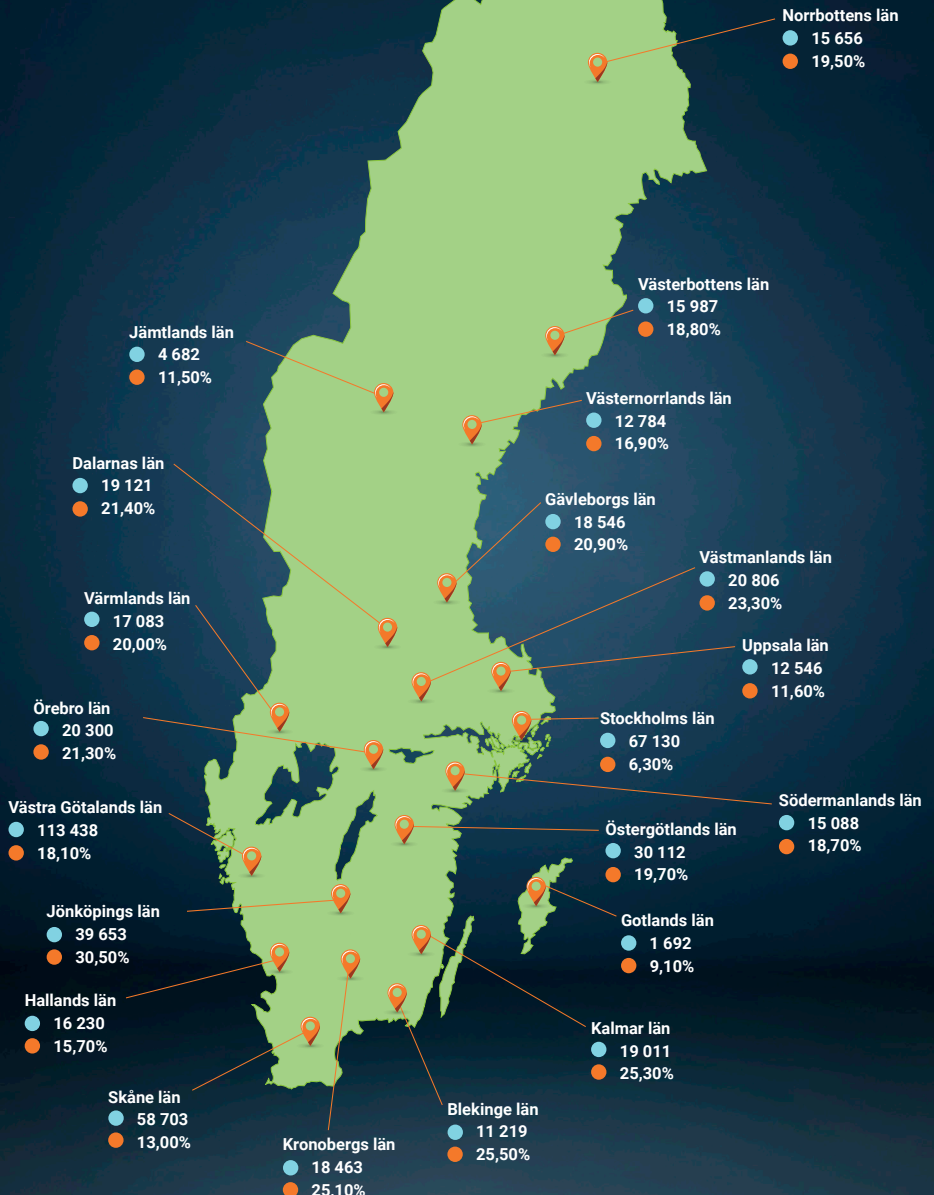 Norrbottens län
15 656
19,50%
Västerbottens län
15 987
18,80%
Jämtlands län
4 682
11,50%
Västernorrlands län
12 784
16,90%
Dalarnas län
19 121
21,40%
Gävleborgs län
18 546
20,90%
Västmanlands län
20 806
23,30%
Värmlands län
17 083
20,00%
Uppsala län
12 546
11,60%
Örebro län
20 300
21,30%
Stockholms län
67 130
6,30%
Södermanlands län
15 088
18,70%
Västra Götalands län
113 438
18,10%
Östergötlands län
30 112
19,70%
Jönköpings län
39 653
30,50%
Gotlands län
1 692
9,10%
Hallands län
16 230
15,70%
Kalmar län
19 011
25,30%
Skåne län
58 703
13,00%
Blekinge län
11 219
25,50%
Kronobergs län
18 463
25,10%